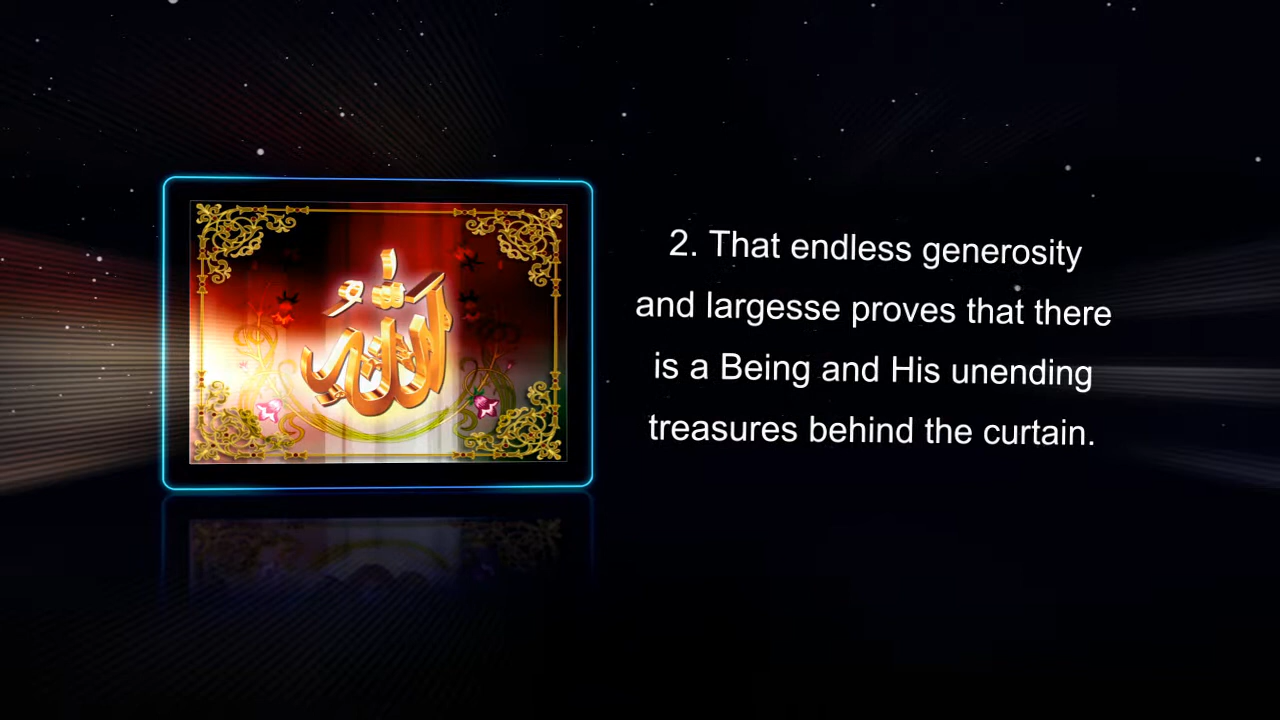 الله
2. That endless generosity
and largesse proves that there
is a Being and His unending
treasures behind the curtain.